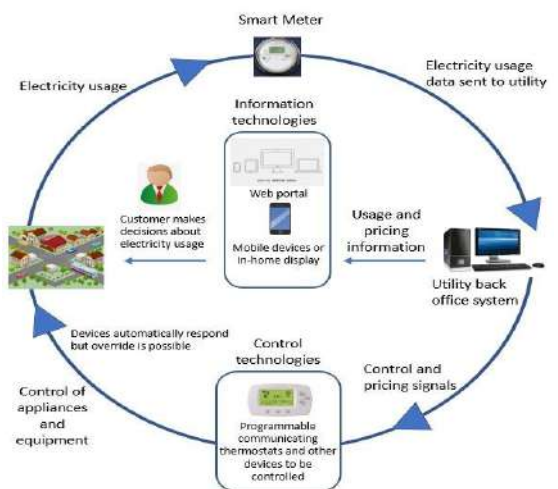 Smart Meter
Electricity usage
Electricity usage
data sent to utility
Information
technologies
Web portal
Mobile devices or
in-home display
Customer makes
decisions about
electricity usage
Usage and
pricing
information
Utility back
office system
Devices automatically respond
but override is possible
Control
technologies
Control and
pricing signals
Control of
appliances
and
equipment
Programmable
communicating
thermostats and other
devices to be
controlled